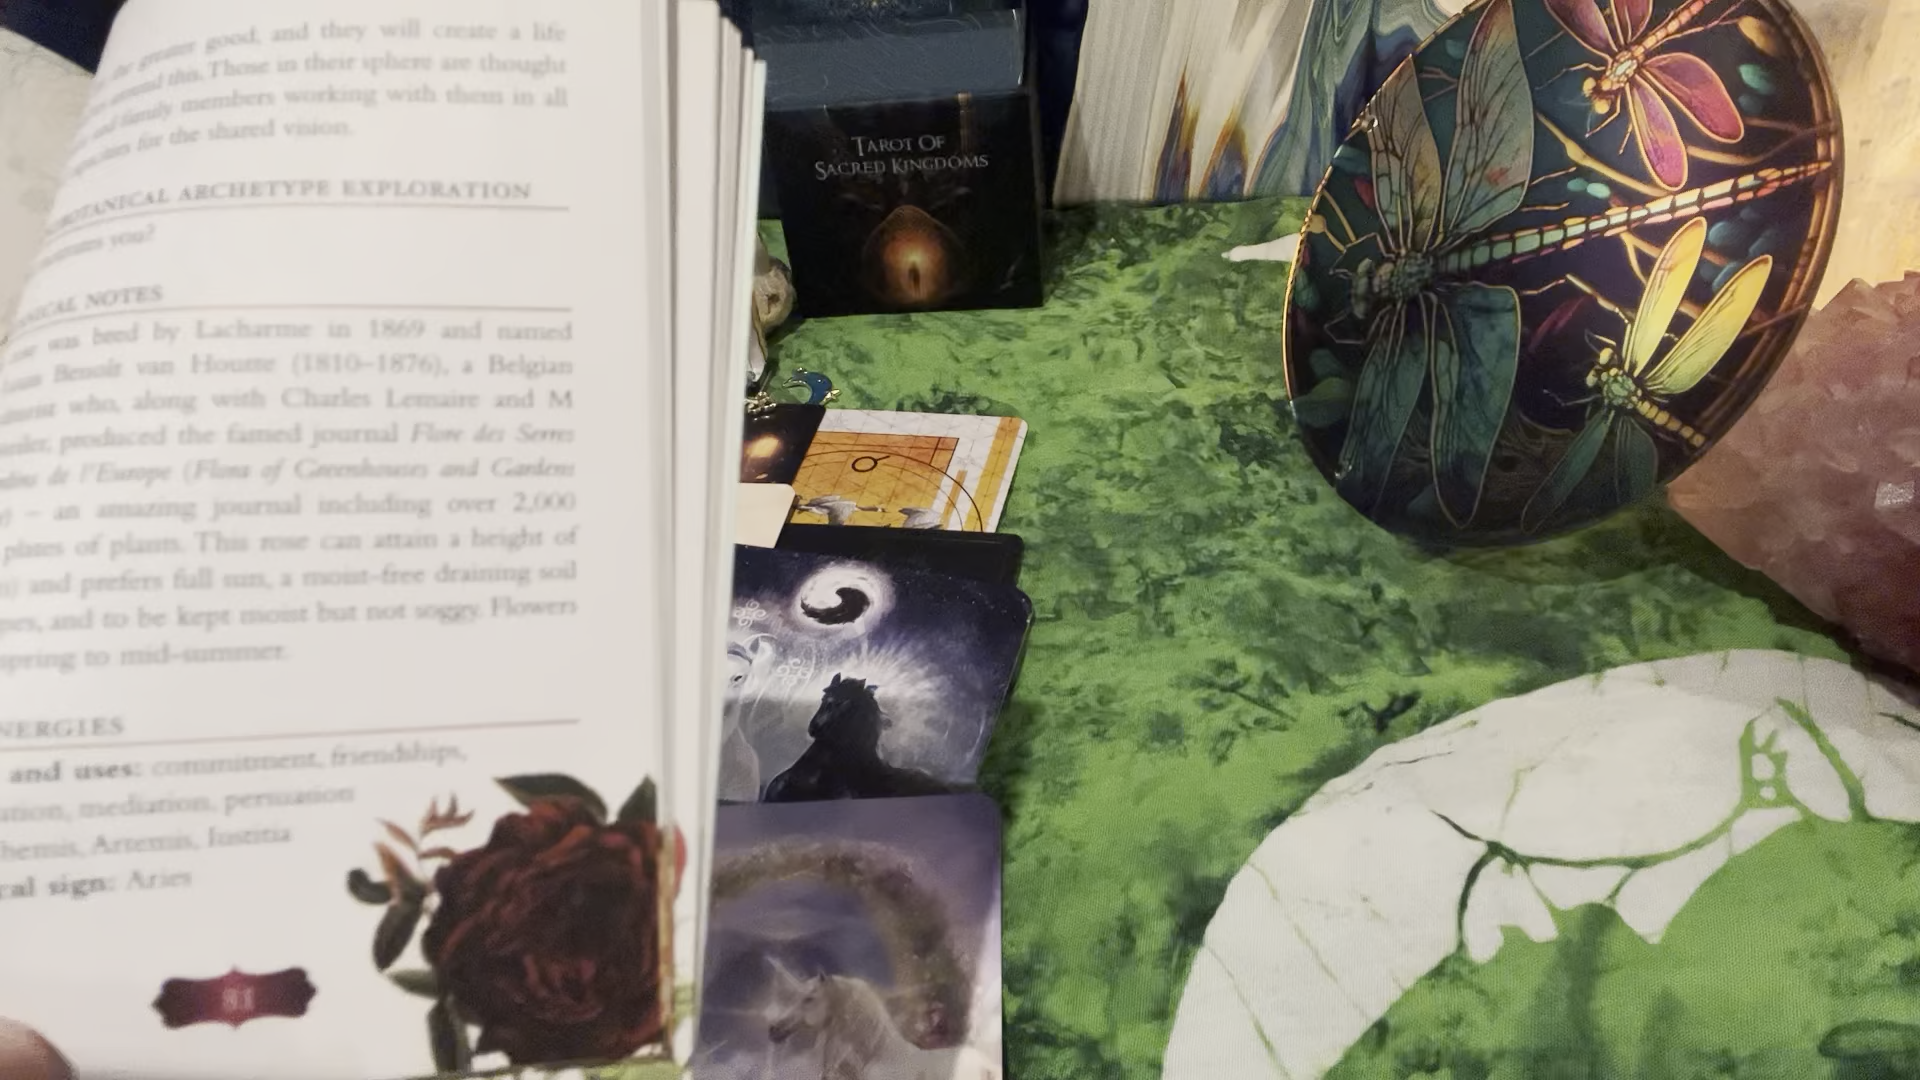 the greater good, and they will create a life
around this. Those in their sphere are thought
and family members working with them in all
for the shared vision.
BOTANICAL ARCHETYPE EXPLORATION
you?
NOTES
was bred by Lacharme in 1869 and named
Benoît van Houtte (1810–1876), a Belgian
who, along with Charles Lemaire and M
produced the famed journal Flore des Serres
de l'Europe (Flora of Greenhouses and Gardens
– an amazing journal including over 2,000
plates of plants. This rose can attain a height of
and prefers full sun, a moist-free draining soil
and to be kept moist but not soggy. Flowers
spring to mid-summer.
NERGIES
and uses: commitment, friendships,
mediation, persuasion
Artemis, Iustitia
sign: Aries
81
TAROT OF
SACRED KINGDOMS